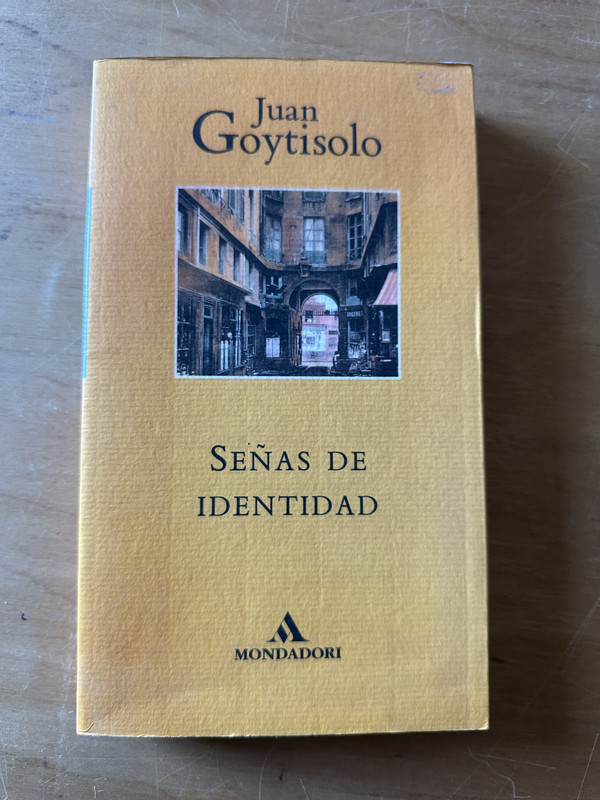 Juan
Goytisolo
SEÑAS DE
IDENTIDAD
MONDADORI